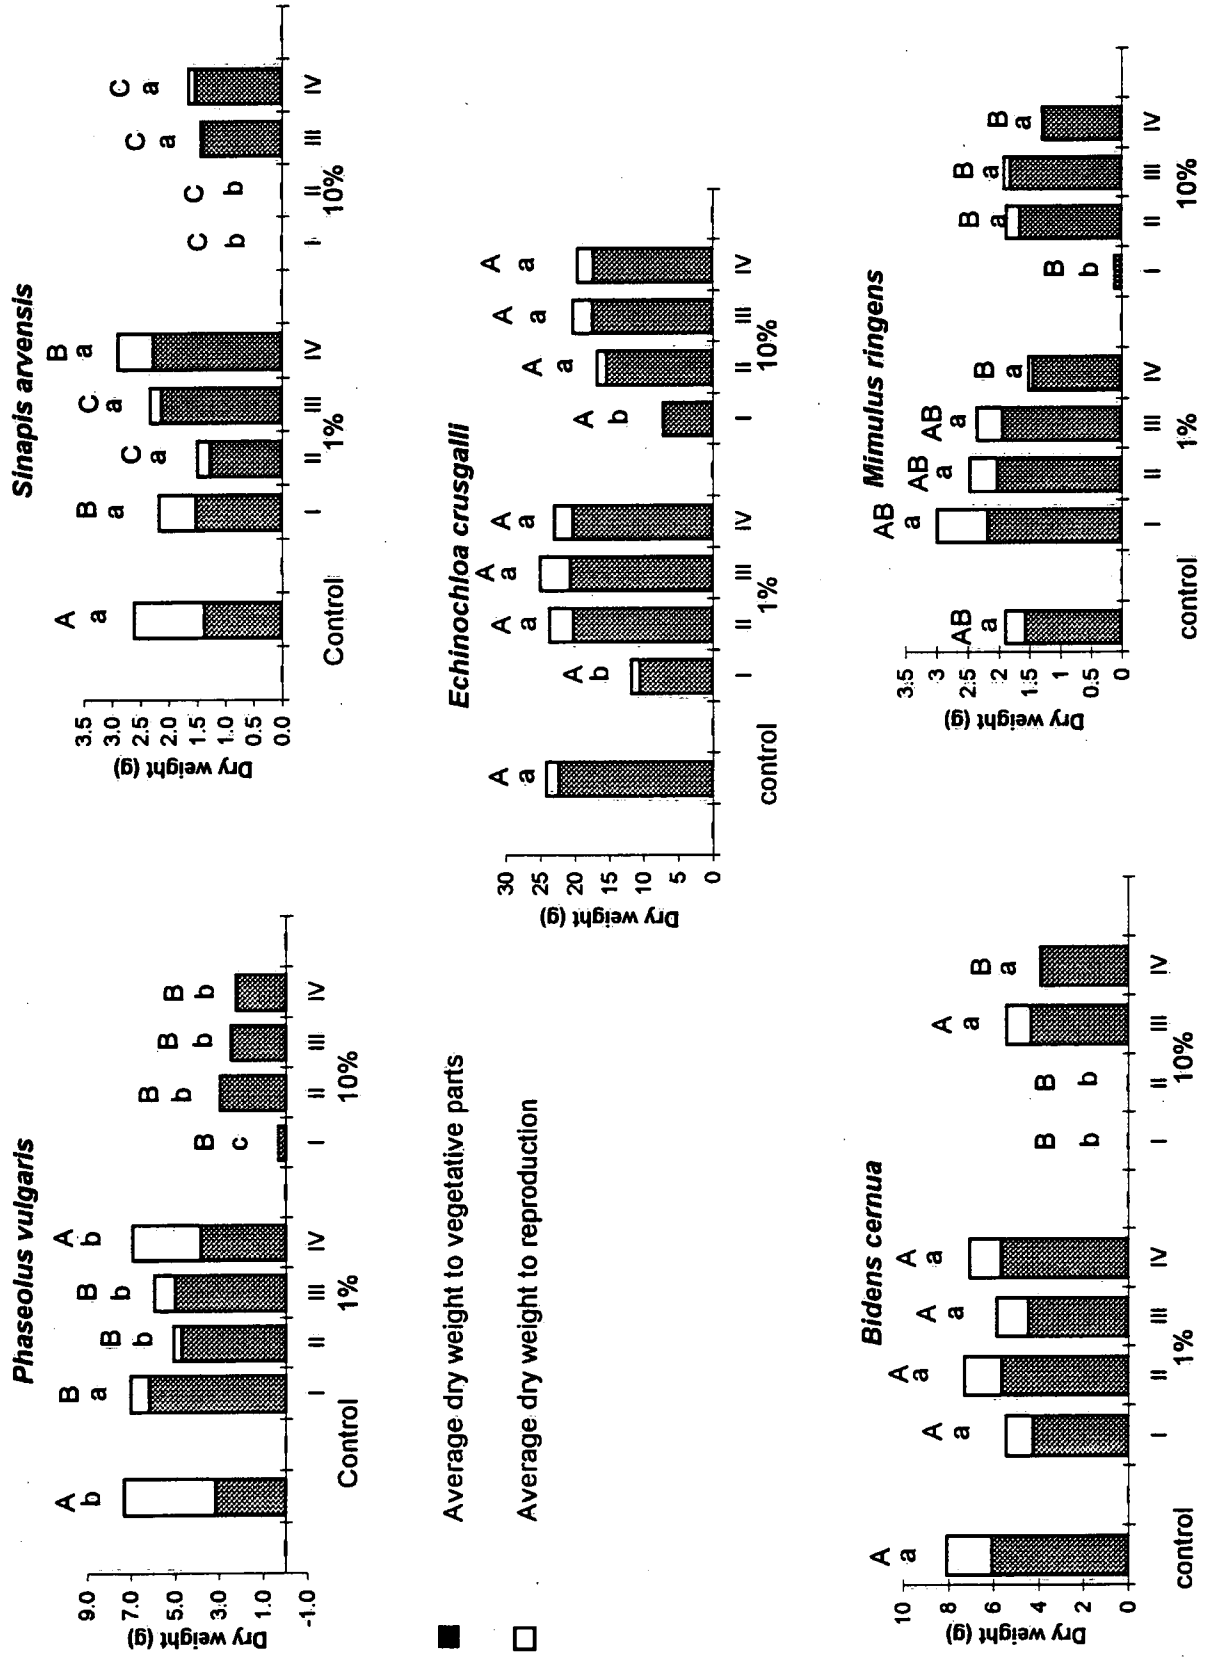 Phaseolus vulgaris
Dry weight (g)
9.0
7.0
5.0
3.0
1.0
-1.0
A B B B A B B B B
b a b b b c b b b
I II III IV I II III IV
Control 1% 10%
Sinapis arvensis
Dry weight (g)
3.5
3.0
2.5
2.0
1.5
1.0
0.5
0.0
A B C C B C C C C
a a a a a b b a a
I II III IV I II III IV
Control 1% 10%
Average dry weight to vegetative parts
Average dry weight to reproduction
Echinochloa crusgalli
Dry weight (g)
30
25
20
15
10
5
0
A A A A A A A A A
a b a a a b a a a
I II III IV I II III IV
control 1% 10%
Bidens cernua
Dry weight (g)
10
8
6
4
2
0
A A A A A B B A B
a a a a a b b a a
I II III IV I II III IV
control 1% 10%
Mimulus ringens
Dry weight (g)
3.5
3
2.5
2
1.5
1
0.5
0
AB AB AB AB B B B B B
a a a a a b a a a
I II III IV I II III IV
control 1% 10%